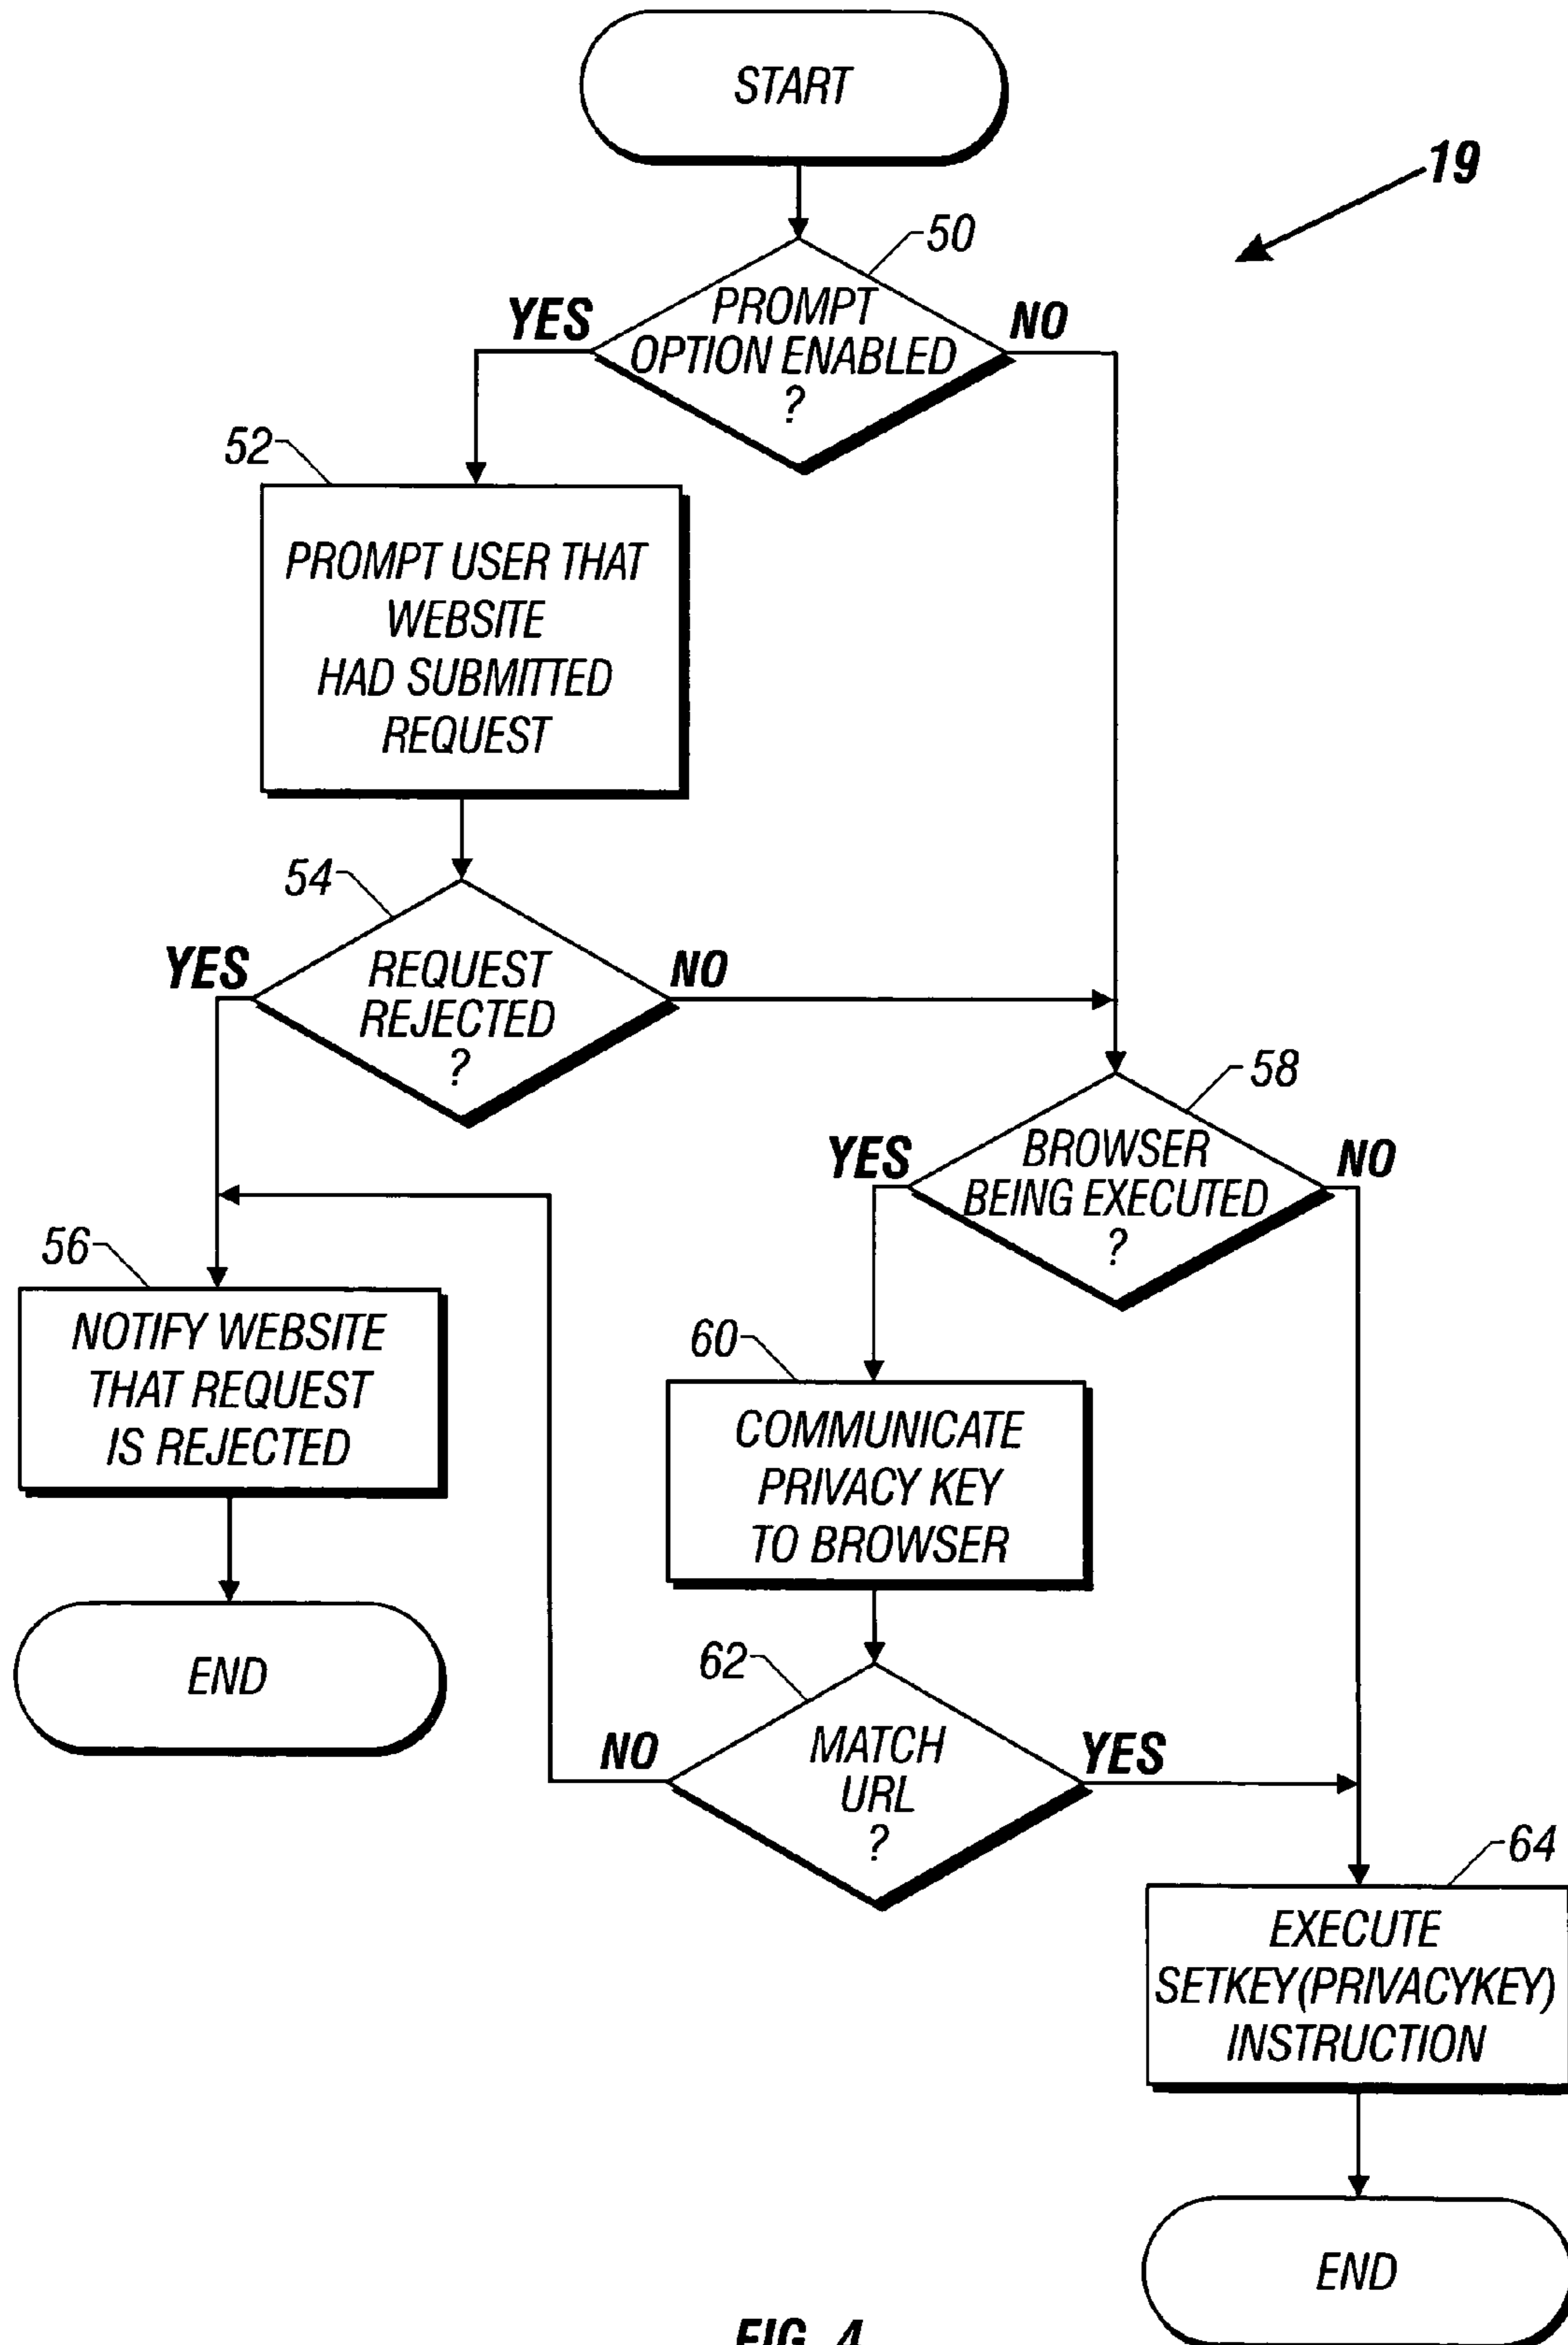 START
19
50
YES
NO
PROMPT
OPTION ENABLED
?
52
PROMPT USER THAT
WEBSITE
HAD SUBMITTED
REQUEST
54
YES
NO
REQUEST
REJECTED
?
58
YES
NO
BROWSER
BEING EXECUTED
?
56
NOTIFY WEBSITE
THAT REQUEST
IS REJECTED
60
COMMUNICATE
PRIVACY KEY
TO BROWSER
END
62
NO
YES
MATCH
URL
?
64
EXECUTE
SETKEY(PRIVACYKEY)
INSTRUCTION
END
FIG. 4